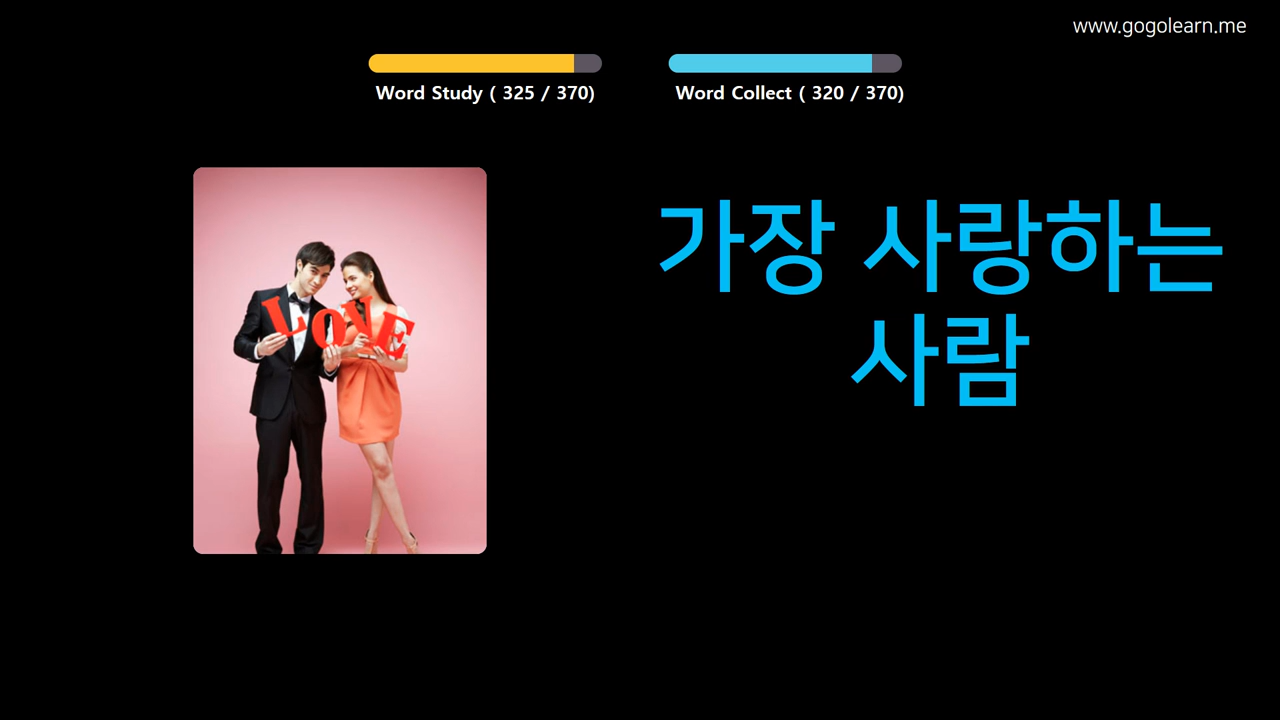 www.gogolearn.me
Word Study ( 325 / 370)
Word Collect ( 320 / 370)
LOVE
가장 사랑하는
사람